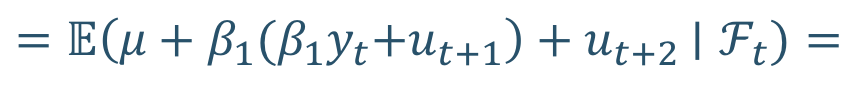 = 𝔼(μ + β₁(β₁yₜ+uₜ₊₁) + uₜ₊₂ | ℱₜ) =